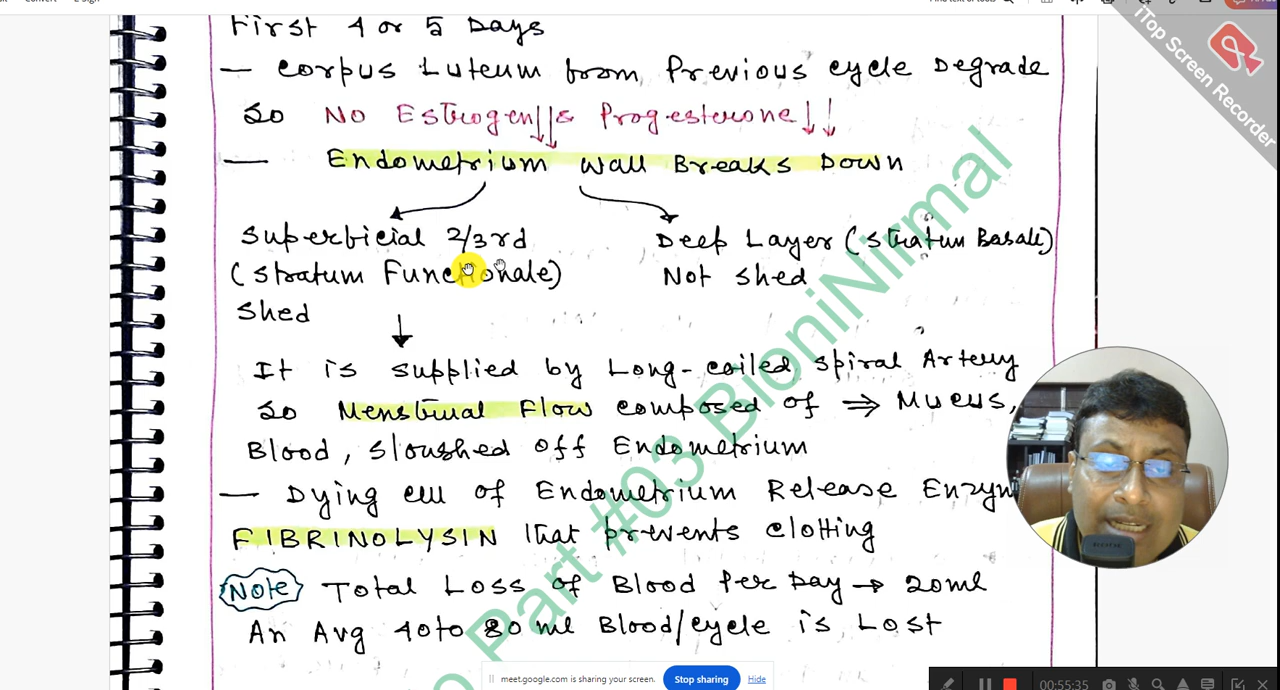 First 4 or 5 Days
— Corpus Luteum from Previous cycle Degrade
So No Estrogen↓↓ & Progesterone ↓↓
— Endometrium Wall Breaks Down
Superficial 2/3rd
(Stratum Functionale)
Shed
Deep Layer (Stratum Basale)
Not Shed
It is supplied by Long-coiled spiral Artery
So Menstrual Flow composed of ⇒ Mucus,
Blood, Sloushed off Endometrium
— Dying cell of Endometrium Release Enzym
FIBRINOLYSIN that prevents clotting
Note Total Loss of Blood Per Day → 20ml
An Avg 40 to 80 ml Blood/cycle is Lost
Part #03 BioniNirmal
iTop Screen Recorder
meet.google.com is sharing your screen.
Stop sharing
Hide
00:55:35